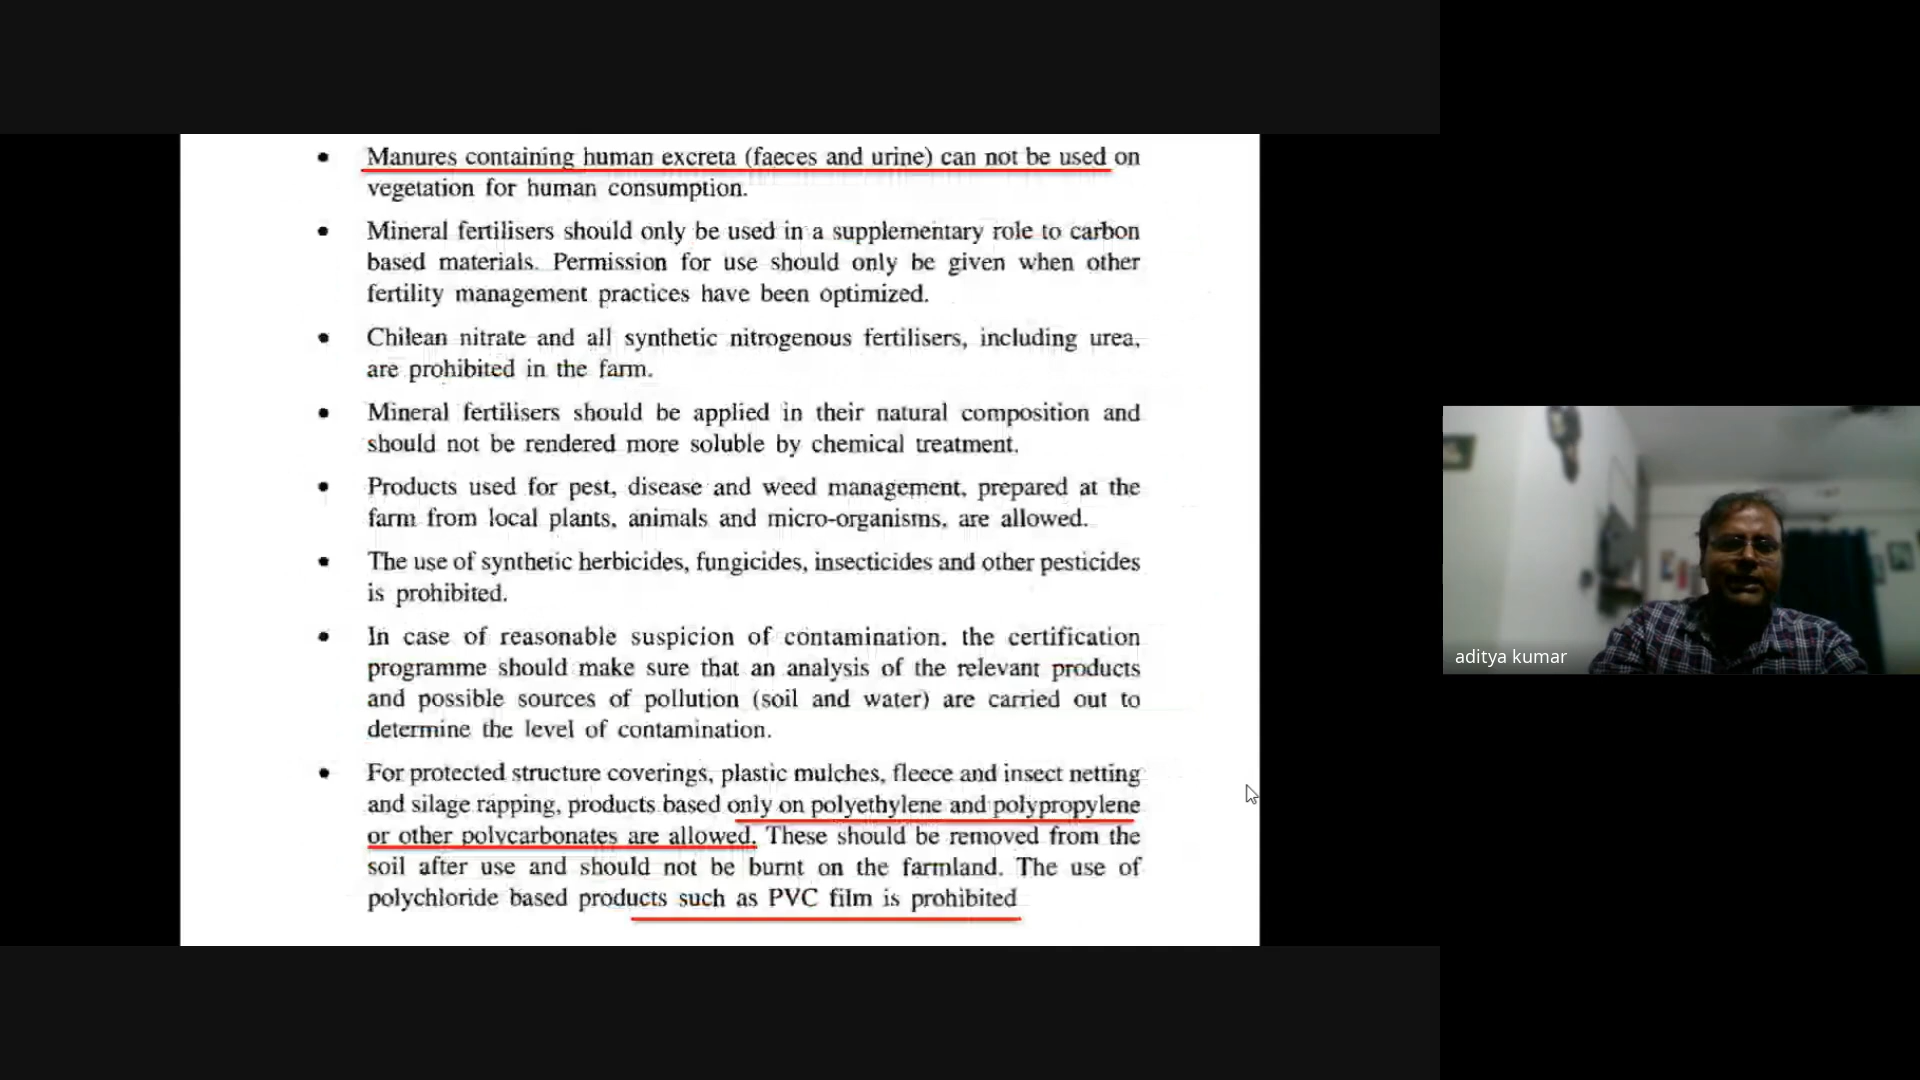 • Manures containing human excreta (faeces and urine) can not be used on
vegetation for human consumption.
• Mineral fertilisers should only be used in a supplementary role to carbon
based materials. Permission for use should only be given when other
fertility management practices have been optimized.
• Chilean nitrate and all synthetic nitrogenous fertilisers, including urea,
are prohibited in the farm.
• Mineral fertilisers should be applied in their natural composition and
should not be rendered more soluble by chemical treatment.
• Products used for pest, disease and weed management, prepared at the
farm from local plants, animals and micro-organisms, are allowed.
• The use of synthetic herbicides, fungicides, insecticides and other pesticides
is prohibited.
• In case of reasonable suspicion of contamination, the certification
programme should make sure that an analysis of the relevant products
and possible sources of pollution (soil and water) are carried out to
determine the level of contamination.
• For protected structure coverings, plastic mulches, fleece and insect netting
and silage rapping, products based only on polyethylene and polypropylene
or other polycarbonates are allowed. These should be removed from the
soil after use and should not be burnt on the farmland. The use of
polychloride based products such as PVC film is prohibited
aditya kumar